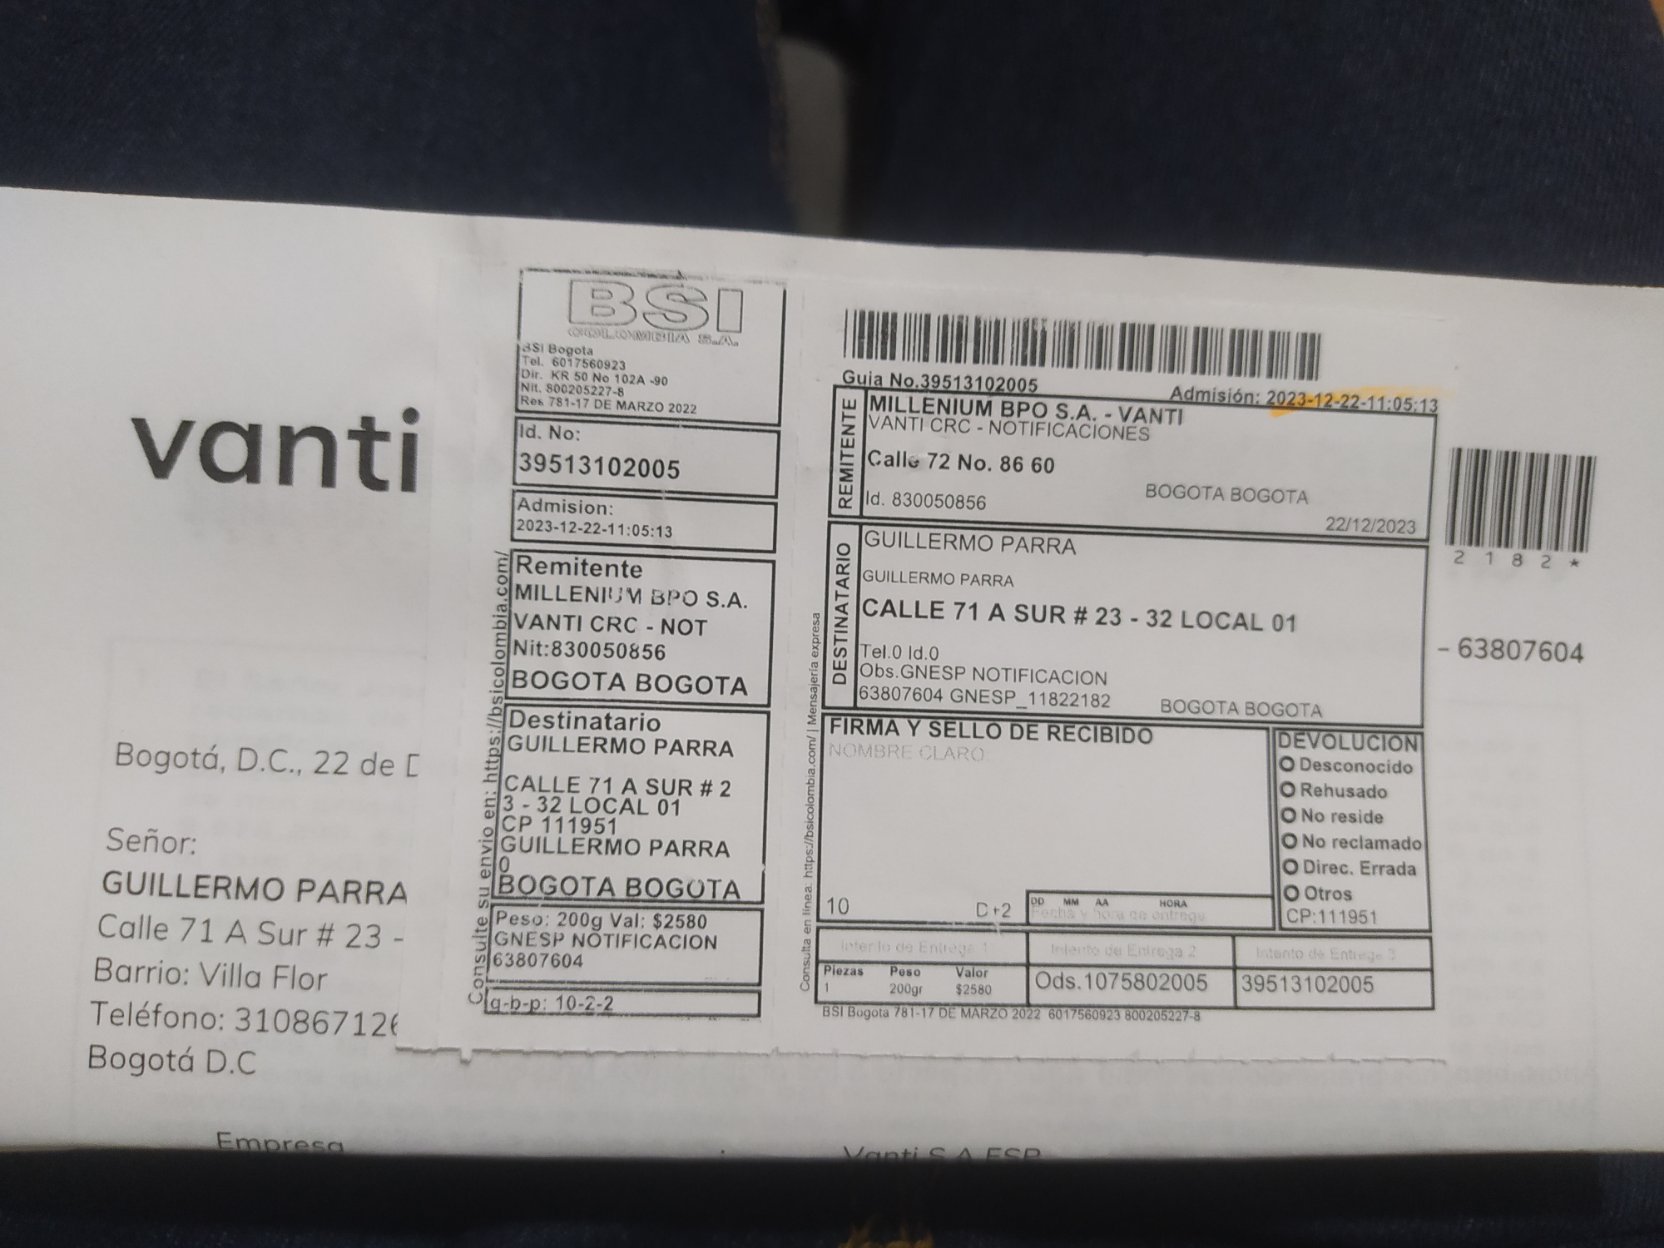 vanti
Bogotá, D.C., 22 de D
Señor:
GUILLERMO PARRA
Calle 71 A Sur # 23 -
Barrio: Villa Flor
Teléfono: 310867126
Bogotá D.C
Empresa
Vanti S.A ESP
Consulte su envio en: https://bsicolombia.com/
BSI
COLOMBIA S.A.
BSI Bogota
Tel. 6017560923
Dir. KR 50 No 102A -90
Nit. 800205227-8
Res 781-17 DE MARZO 2022
Id. No:
39513102005
Admision:
2023-12-22-11:05:13
Remitente
MILLENIUM BPO S.A.
VANTI CRC - NOT
Nit:830050856
BOGOTA BOGOTA
Destinatario
GUILLERMO PARRA
CALLE 71 A SUR # 2
3 - 32 LOCAL 01
CP 111951
GUILLERMO PARRA
0
BOGOTA BOGOTA
Peso: 200g Val: $2580
GNESP NOTIFICACION
63807604
g-b-p: 10-2-2
Consulta en línea. https://bsicolombia.com/ | Mensajería expresa
Guia No.39513102005
Admisión: 2023-12-22-11:05:13
REMITENTE
MILLENIUM BPO S.A. - VANTI
VANTI CRC - NOTIFICACIONES
Calle 72 No. 86 60
Id. 830050856
BOGOTA BOGOTA
22/12/2023
DESTINATARIO
GUILLERMO PARRA
GUILLERMO PARRA
CALLE 71 A SUR # 23 - 32 LOCAL 01
Tel.0 Id.0
Obs.GNESP NOTIFICACION
63807604 GNESP_11822182
BOGOTA BOGOTA
FIRMA Y SELLO DE RECIBIDO
NOMBRE CLARO:
10
D+2
DD MM AA HORA
Fecha y hora de entrega
DEVOLUCION
Desconocido
Rehusado
No reside
No reclamado
Direc. Errada
Otros
CP:111951
Intento de Entrega 1
Intento de Entrega 2
Intento de Entrega 3
Piezas Peso Valor
1 200gr $2580
Ods.1075802005
39513102005
BSI Bogota 781-17 DE MARZO 2022 6017560923 800205227-8
2 1 8 2 *
- 63807604